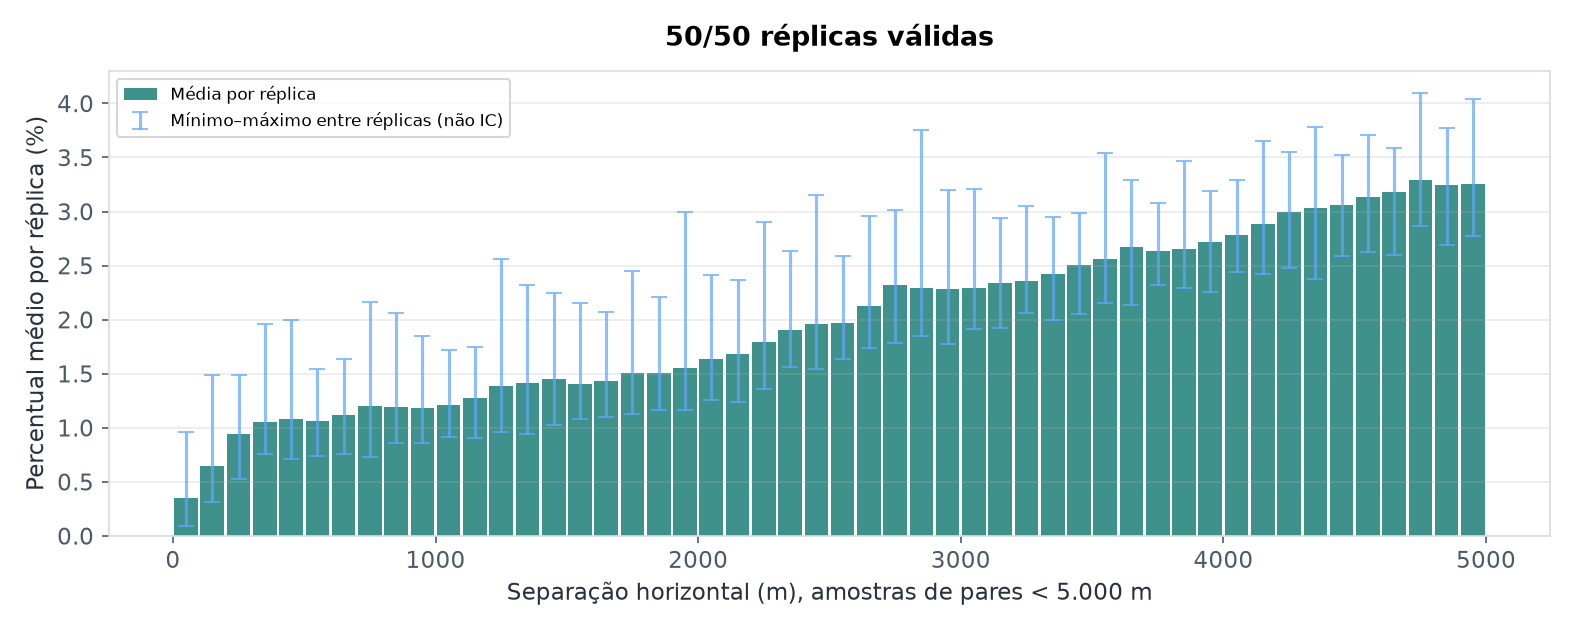 50/50 réplicas válidas
Média por réplica
Mínimo–máximo entre réplicas (não IC)
Percentual médio por réplica (%)
4.0
3.5
3.0
2.5
2.0
1.5
1.0
0.5
0.0
0 1000 2000 3000 4000 5000
Separação horizontal (m), amostras de pares < 5.000 m